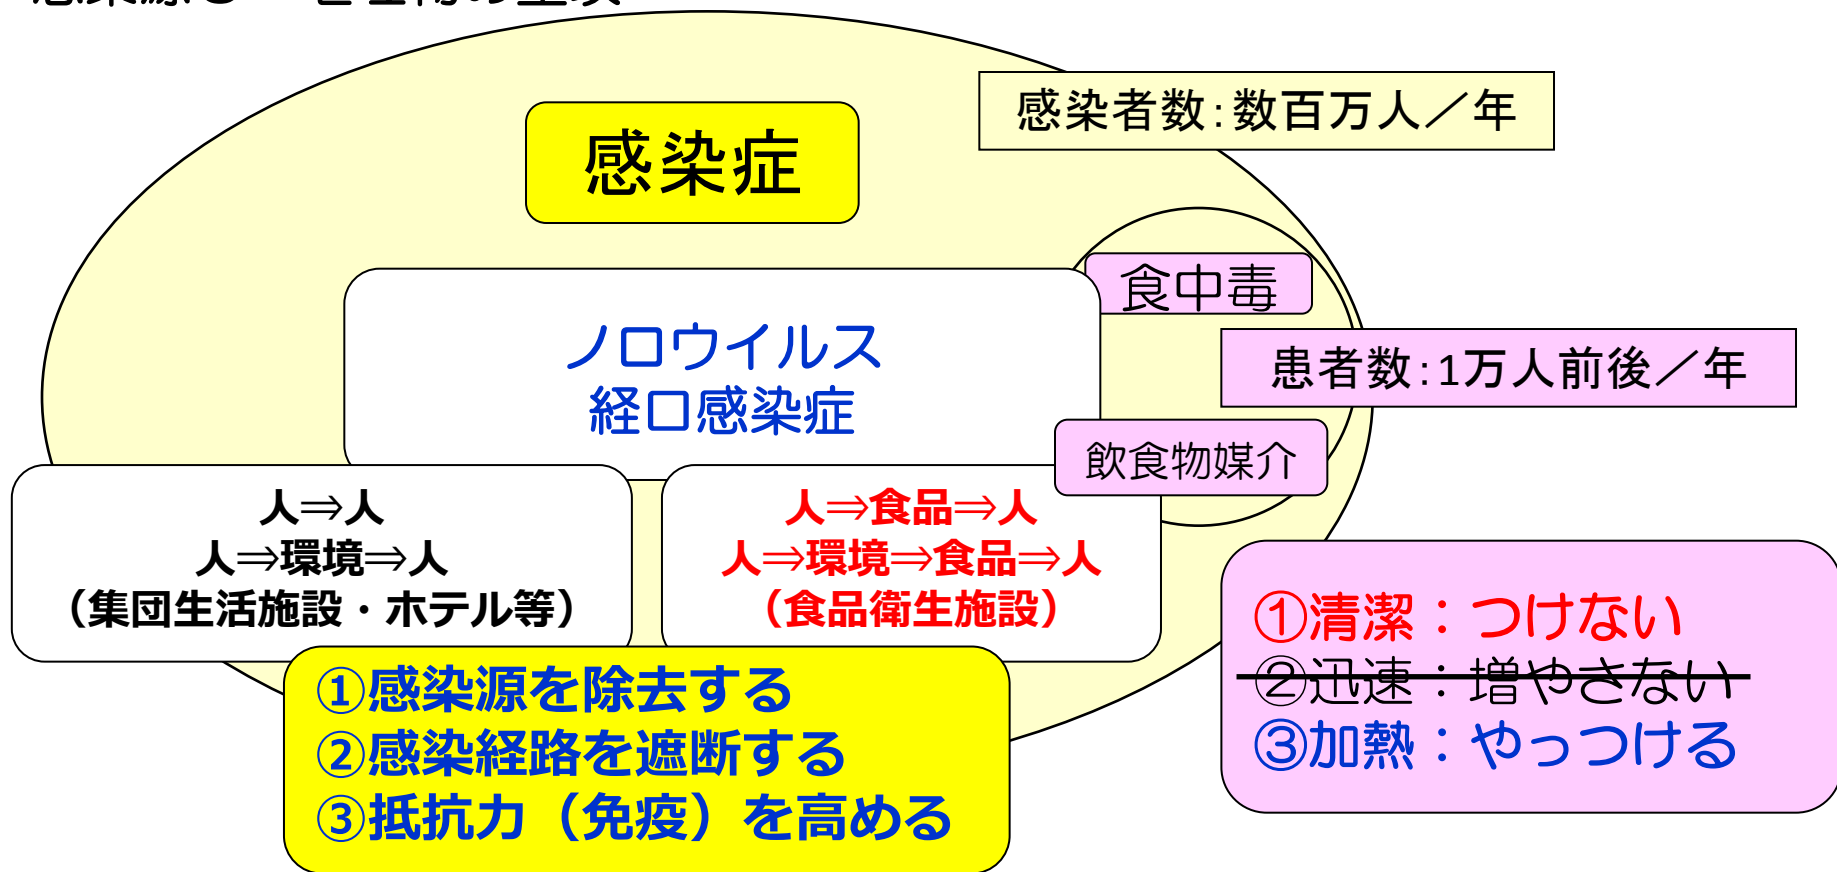 感染症
感染者数：数百万人／年
食中毒
ノロウイルス
経口感染症
患者数：1万人前後／年
飲食物媒介
人⇒人
人⇒環境⇒人
（集団生活施設・ホテル等）
人⇒食品⇒人
人⇒環境⇒食品⇒人
（食品衛生施設）
①感染源を除去する
②感染経路を遮断する
③抵抗力（免疫）を高める
①清潔：つけない
②迅速：増やさない
③加熱：やっつける